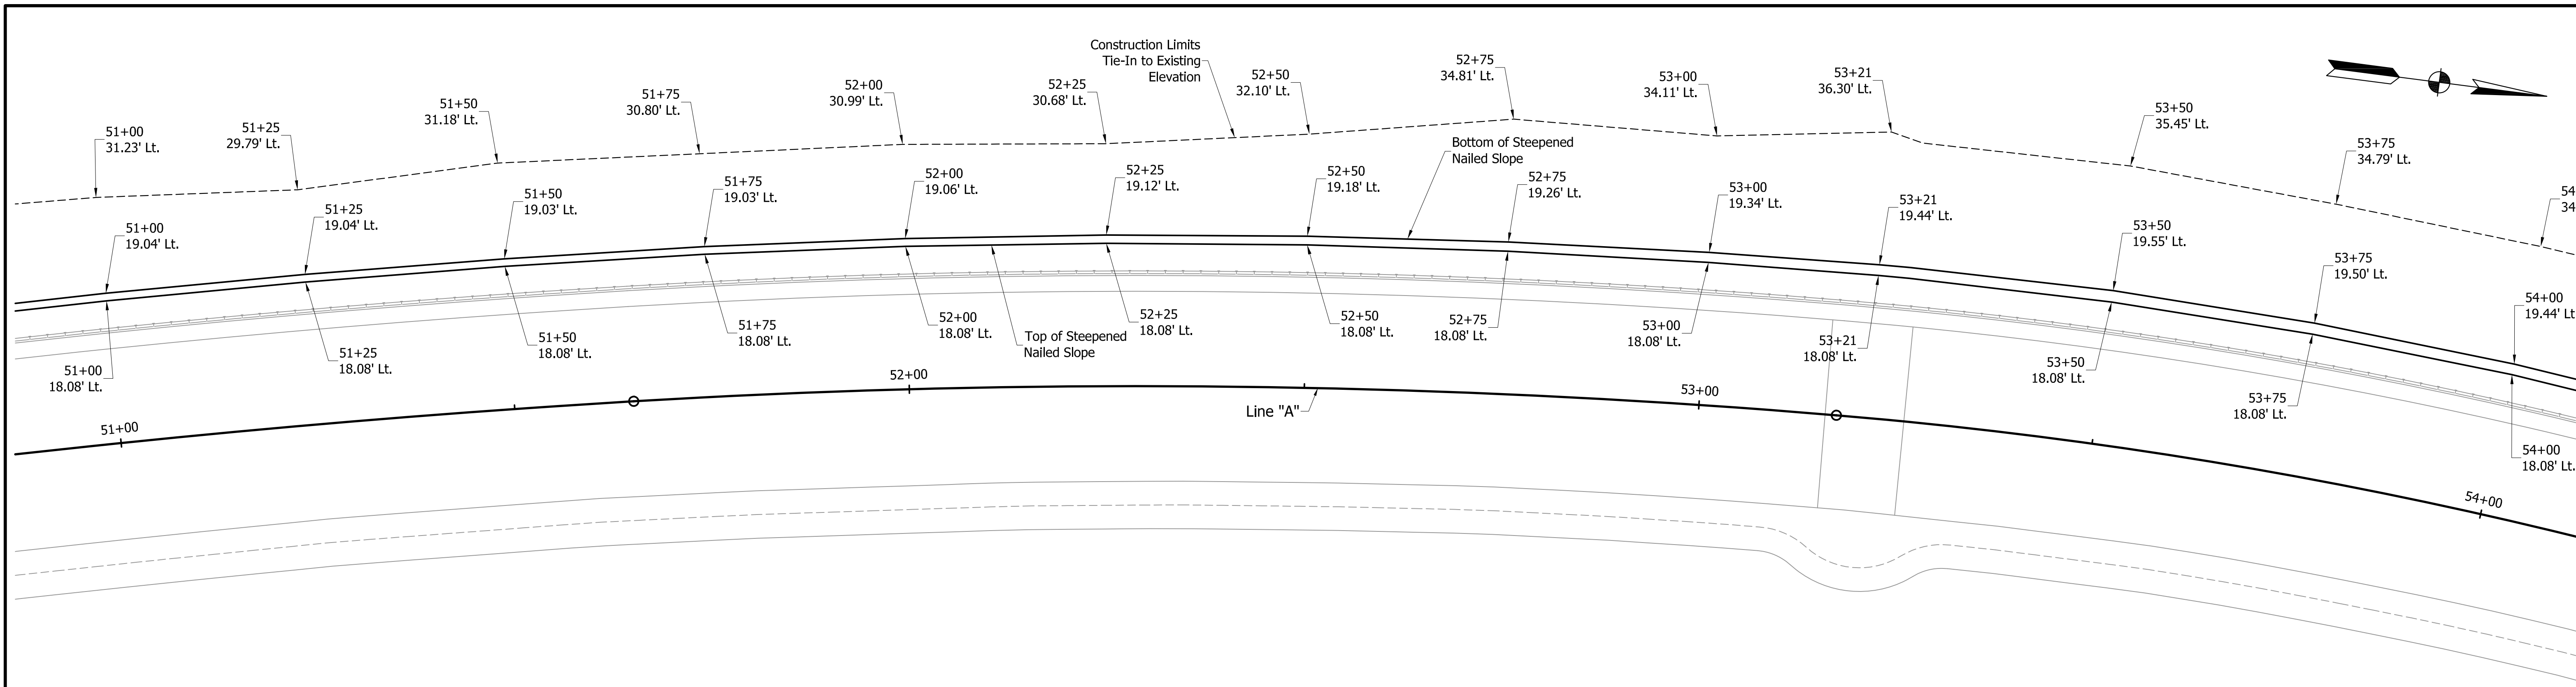 Construction Limits
Tie-In to Existing
Elevation
51+00
31.23' Lt.
51+25
29.79' Lt.
51+50
31.18' Lt.
51+75
30.80' Lt.
52+00
30.99' Lt.
52+25
30.68' Lt.
52+50
32.10' Lt.
52+75
34.81' Lt.
53+00
34.11' Lt.
53+21
36.30' Lt.
53+50
35.45' Lt.
53+75
34.79' Lt.
54
34
Bottom of Steepened
Nailed Slope
51+00
19.04' Lt.
51+25
19.04' Lt.
51+50
19.03' Lt.
51+75
19.03' Lt.
52+00
19.06' Lt.
52+25
19.12' Lt.
52+50
19.18' Lt.
52+75
19.26' Lt.
53+00
19.34' Lt.
53+21
19.44' Lt.
53+50
19.55' Lt.
53+75
19.50' Lt.
54+00
19.44' Lt
51+00
18.08' Lt.
51+25
18.08' Lt.
51+50
18.08' Lt.
51+75
18.08' Lt.
52+00
18.08' Lt.
Top of Steepened
Nailed Slope
52+25
18.08' Lt.
52+50
18.08' Lt.
52+75
18.08' Lt.
53+00
18.08' Lt.
53+21
18.08' Lt.
53+50
18.08' Lt.
53+75
18.08' Lt.
54+00
18.08' Lt.
51+00
52+00
Line "A"
53+00
54+00